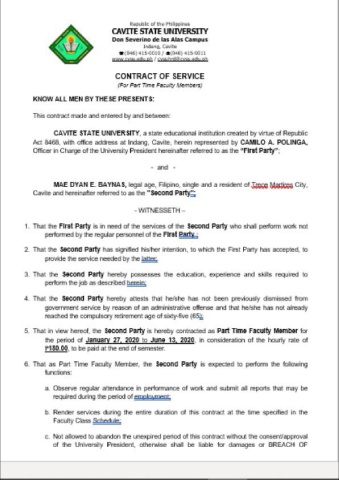 Republic of the Philippines
CAVITE STATE UNIVERSITY
Don Severino de las Alas Campus
Indang, Cavite
(046) 415-0010 / (046) 415-0011
www.cvsu.edu.ph
CONTRACT OF SERVICE
(For Part Time Faculty Members)
KNOW ALL MEN BY THESE PRESENTS:
This contract made and entered by and between:
CAVITE STATE UNIVERSITY, a state educational institution created by virtue of Republic
Act 8468, with office address at Indang, Cavite, herein represented by CAMILO A. POLINGA,
Officer in Charge of the University President hereinafter referred to as the "First Party";
- and -
MAE DYAN E. BAYNAS, legal age, Filipino, single and a resident of Trece Martires City,
Cavite and hereinafter referred to as the "Second Party";
- WITNESSETH -
1. That the First Party is in need of the services of the Second Party who shall perform work not
performed by the regular personnel of the First Party.;
2. That the Second Party has signified his/her intention, to which the First Party has accepted, to
provide the service needed by the latter;
3. That the Second Party hereby possesses the education, experience and skills required to
perform the job as described herein;
4. That the Second Party hereby attests that he/she has not been previously dismissed from
government service by reason of an administrative offense and that he/she has not already
reached the compulsory retirement age of sixty-five (65);
5. That in view hereof, the Second Party is hereby contracted as Part Time Faculty Member for
the period of January 27, 2020 to June 13, 2020, in consideration of the hourly rate of
₱180.00, to be paid at the end of semester.
6. That as Part Time Faculty Member, the Second Party is expected to perform the following
functions:
a. Observe regular attendance in performance of work and submit all reports that may be
required during the period of employment;
b. Render services during the entire duration of this contract at the time specified in the
Faculty Class Schedule;
c. Not allowed to abandon the unexpired period of this contract without the consent/approval
of the University President, otherwise shall be liable for damages or BREACH OF